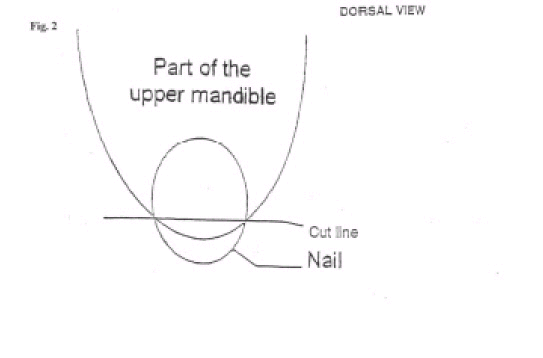 DORSAL VIEW
Fig. 2
Part of the
upper mandible
Cut line
Nail